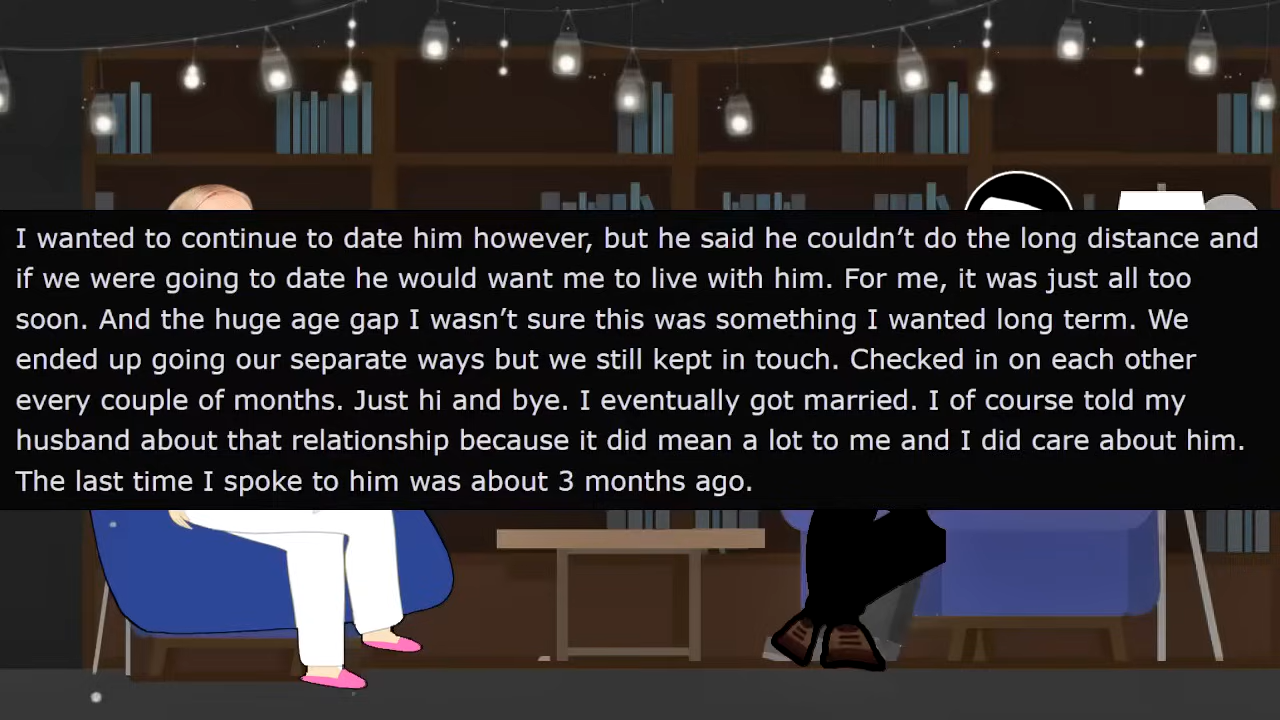 I wanted to continue to date him however, but he said he couldn’t do the long distance and
if we were going to date he would want me to live with him. For me, it was just all too
soon. And the huge age gap I wasn’t sure this was something I wanted long term. We
ended up going our separate ways but we still kept in touch. Checked in on each other
every couple of months. Just hi and bye. I eventually got married. I of course told my
husband about that relationship because it did mean a lot to me and I did care about him.
The last time I spoke to him was about 3 months ago.